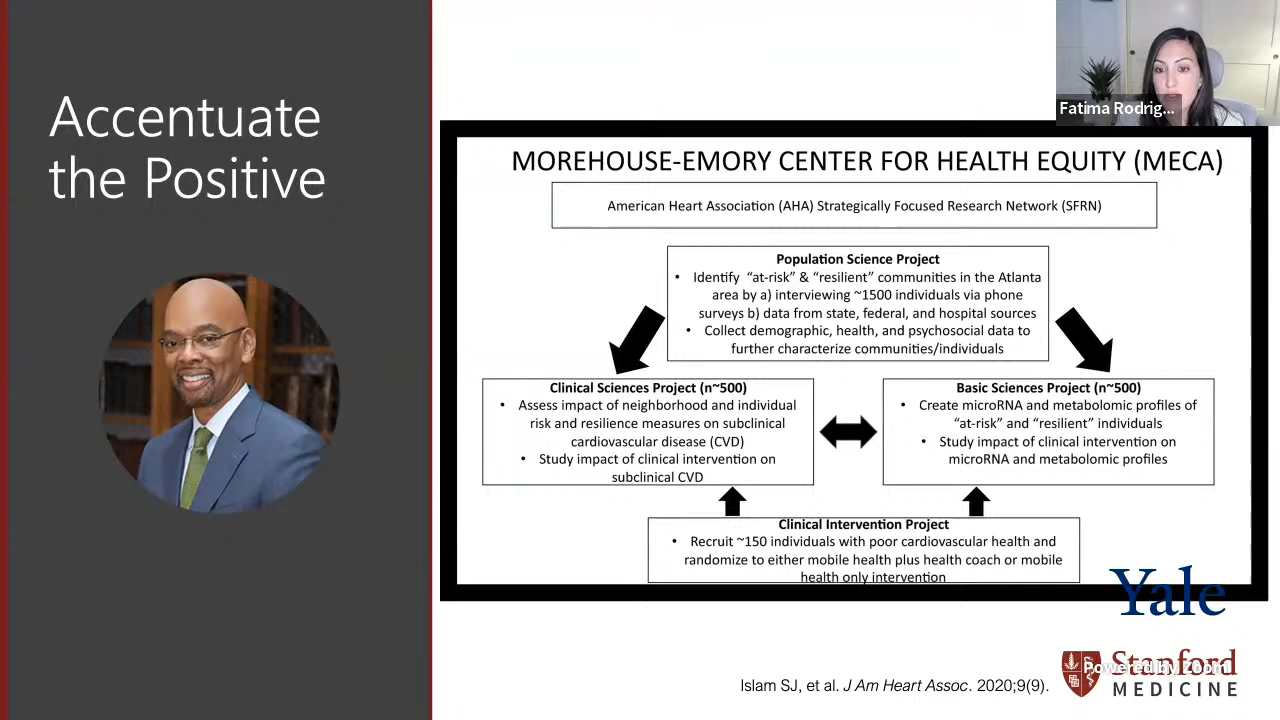 Accentuate
the Positive
Fatima Rodrig...
MOREHOUSE-EMORY CENTER FOR HEALTH EQUITY (MECA)
American Heart Association (AHA) Strategically Focused Research Network (SFRN)
Population Science Project
• Identify “at-risk” & “resilient” communities in the Atlanta
area by a) interviewing ~1500 individuals via phone
surveys b) data from state, federal, and hospital sources
• Collect demographic, health, and psychosocial data to
further characterize communities/individuals
Clinical Sciences Project (n~500)
• Assess impact of neighborhood and individual
risk and resilience measures on subclinical
cardiovascular disease (CVD)
• Study impact of clinical intervention on
subclinical CVD
Basic Sciences Project (n~500)
• Create microRNA and metabolomic profiles of
“at-risk” and “resilient” individuals
• Study impact of clinical intervention on
microRNA and metabolomic profiles
Clinical Intervention Project
• Recruit ~150 individuals with poor cardiovascular health and
randomize to either mobile health plus health coach or mobile
health only intervention
Yale
Stanford
Powered by Zoom
MEDICINE
Islam SJ, et al. J Am Heart Assoc. 2020;9(9).